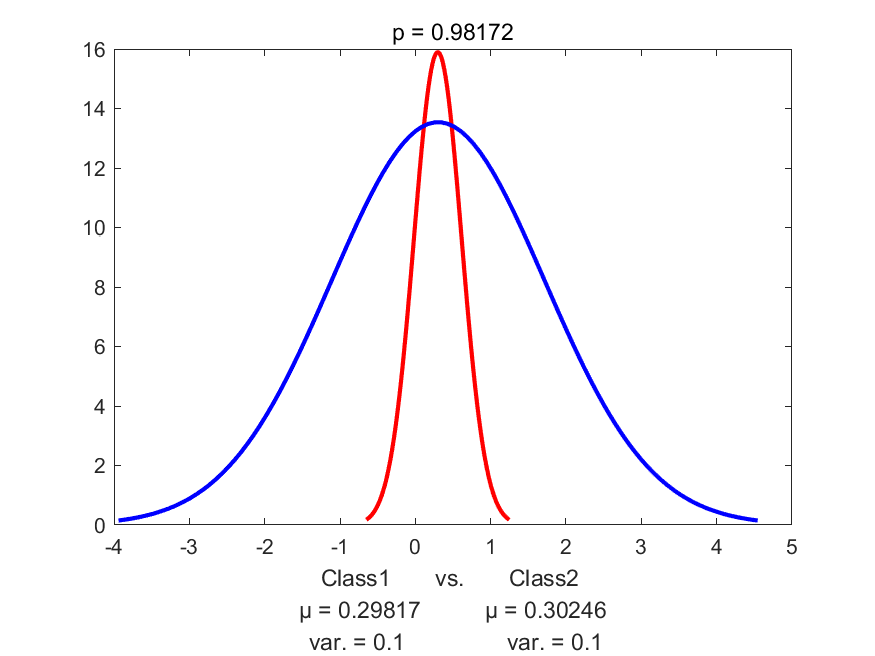 p = 0.98172
16
14
12
10
8
6
4
2
0
-4 -3 -2 -1 0 1 2 3 4 5
Class1 vs. Class2
μ = 0.29817 μ = 0.30246
var. = 0.1 var. = 0.1